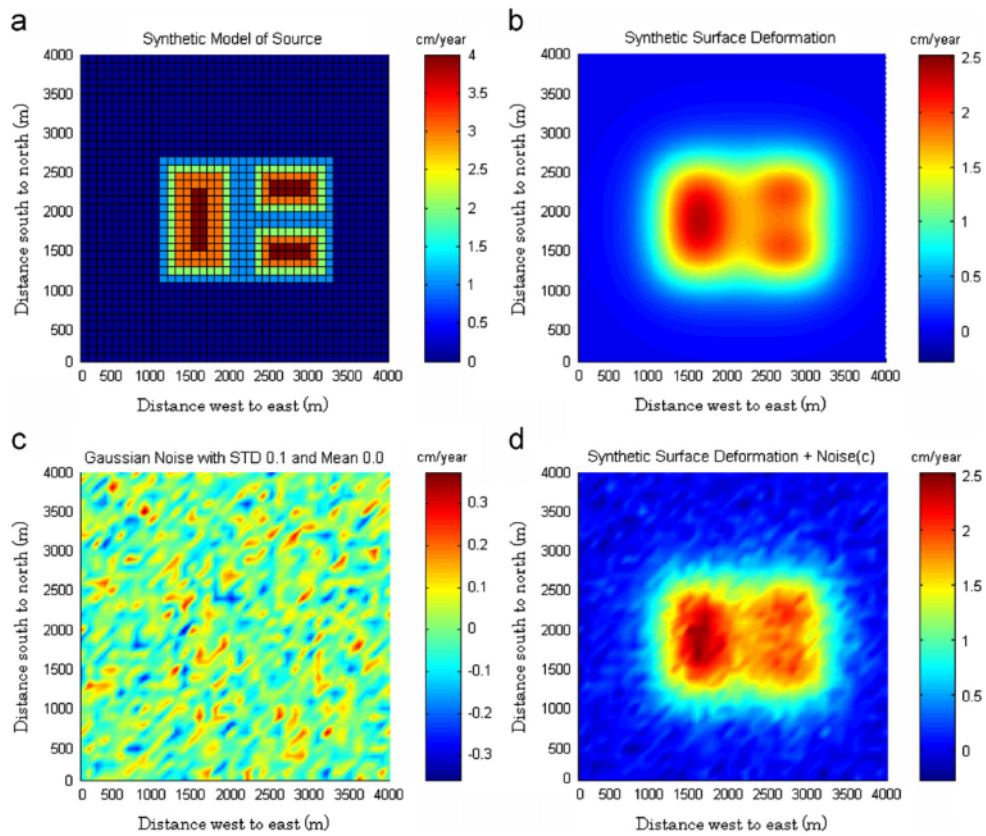 a
Synthetic Model of Source
cm/year
4000
3500
3000
2500
2000
1500
1000
500
0
Distance south to north (m)
0 500 1000 1500 2000 2500 3000 3500 4000
Distance west to east (m)
4
3.5
3
2.5
2
1.5
1
0.5
0
b
Synthetic Surface Deformation
cm/year
4000
3500
3000
2500
2000
1500
1000
500
0
Distance south to north (m)
0 500 1000 1500 2000 2500 3000 3500 4000
Distance west to east (m)
2.5
2
1.5
1
0.5
0
c
Gaussian Noise with STD 0.1 and Mean 0.0
cm/year
4000
3500
3000
2500
2000
1500
1000
500
0
Distance south to north (m)
0 500 1000 1500 2000 2500 3000 3500 4000
Distance west to east (m)
0.3
0.2
0.1
0
-0.1
-0.2
-0.3
d
Synthetic Surface Deformation + Noise(c)
cm/year
4000
3500
3000
2500
2000
1500
1000
500
0
Distance south to north (m)
0 500 1000 1500 2000 2500 3000 3500 4000
Distance west to east (m)
2.5
2
1.5
1
0.5
0